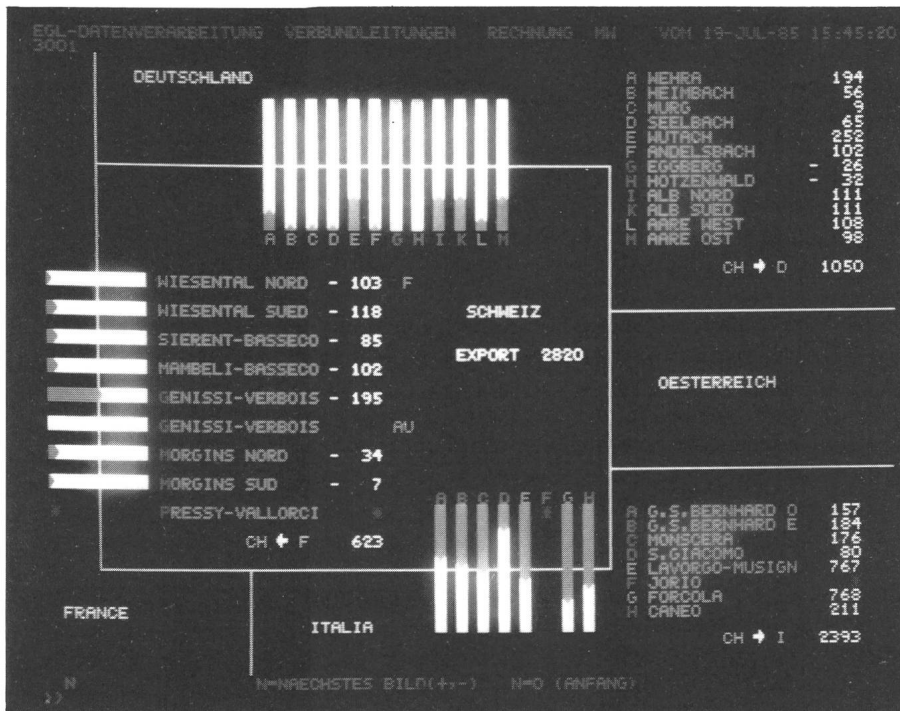 EGL-DATENVERARBEITUNG VERBUNDLEITUNGEN RECHNUNG MW VOM 19-JUL-85 15:45:20
3001
DEUTSCHLAND
A WEHRA 194
B HEIMBACH 56
C MURG 9
D SEELBACH 65
E WUTACH 252
F ANDELSBACH 102
G EGGBERG - 26
H HOTZENWALD - 32
I ALB NORD 111
K ALB SUED 111
L AARE WEST 108
M AARE OST 98
CH → D 1050
A B C D E F G H I K L M
WIESENTAL NORD - 103 F
WIESENTAL SUED - 118
SIERENT-BASSECO - 85
MAMBELI-BASSECO - 102
GENISSI-VERBOIS - 195
GENISSI-VERBOIS AU
MORGINS NORD - 34
MORGINS SUD - 7
* PRESSY-VALLORCI *
CH ← F 623
SCHWEIZ
EXPORT 2820
OESTERREICH
B C D E F G H
*
A G.S.BERNHARD O 157
B G.S.BERNHARD E 184
C MONSCERA 176
D S.GIACOMO 80
E LAVORGO-MUSIGN 767
F JORIO
G FORCOLA 768
H CANEO 211
CH → I 2393
FRANCE
ITALIA
N
N=NAECHSTES BILD(+,-) N=0 (ANFANG)